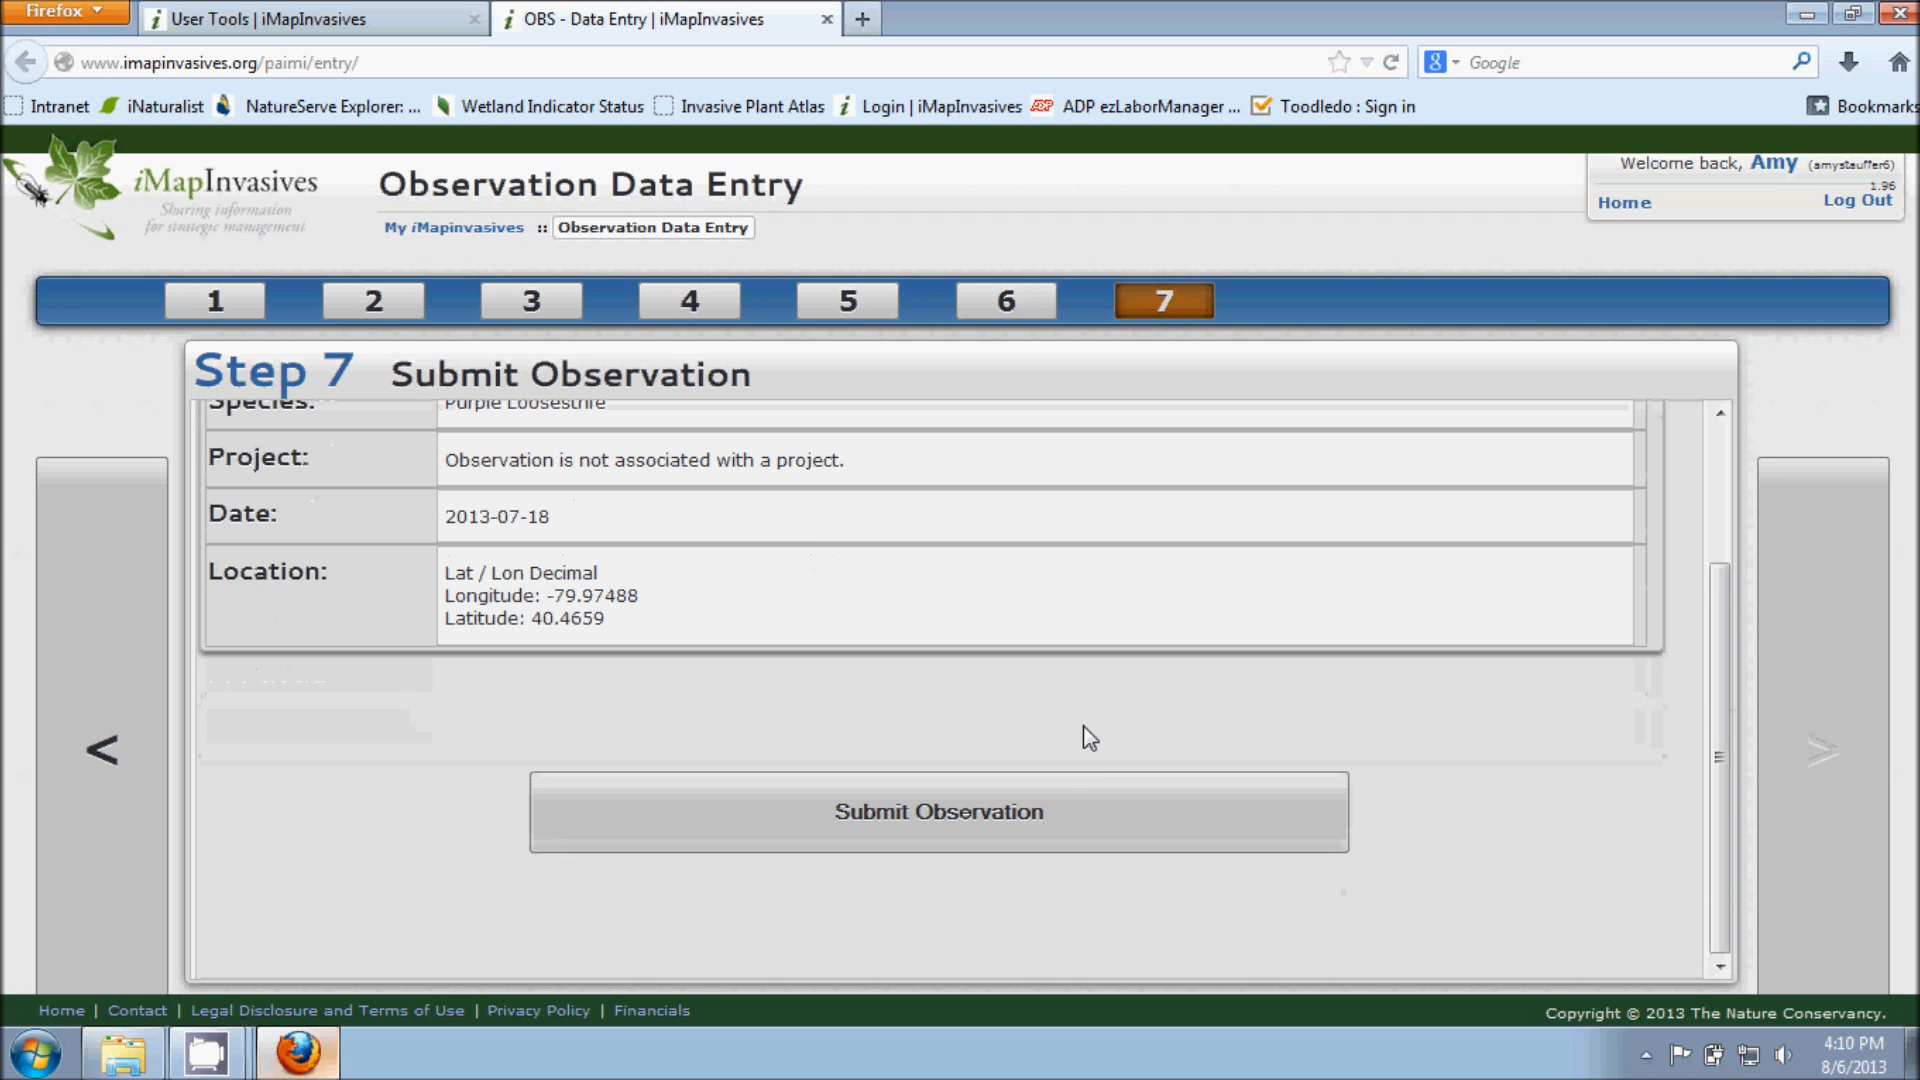 Firefox
User Tools | iMapInvasives
OBS - Data Entry | iMapInvasives
www.imapinvasives.org/paimi/entry/
Google
Intranet
iNaturalist
NatureServe Explorer: ...
Wetland Indicator Status
Invasive Plant Atlas
Login | iMapInvasives
ADP ezLaborManager ...
Toodledo : Sign in
Bookmarks
iMapInvasives
Sharing information
for strategic management
Observation Data Entry
My iMapinvasives :: Observation Data Entry
Welcome back, Amy (amystauffer6)
1.96
Home
Log Out
1 2 3 4 5 6 7
Step 7 Submit Observation
Species: Purple Loosestrife
Project: Observation is not associated with a project.
Date: 2013-07-18
Location: Lat / Lon Decimal
Longitude: -79.97488
Latitude: 40.4659
<
>
Submit Observation
Home | Contact | Legal Disclosure and Terms of Use | Privacy Policy | Financials
Copyright © 2013 The Nature Conservancy.
4:10 PM
8/6/2013